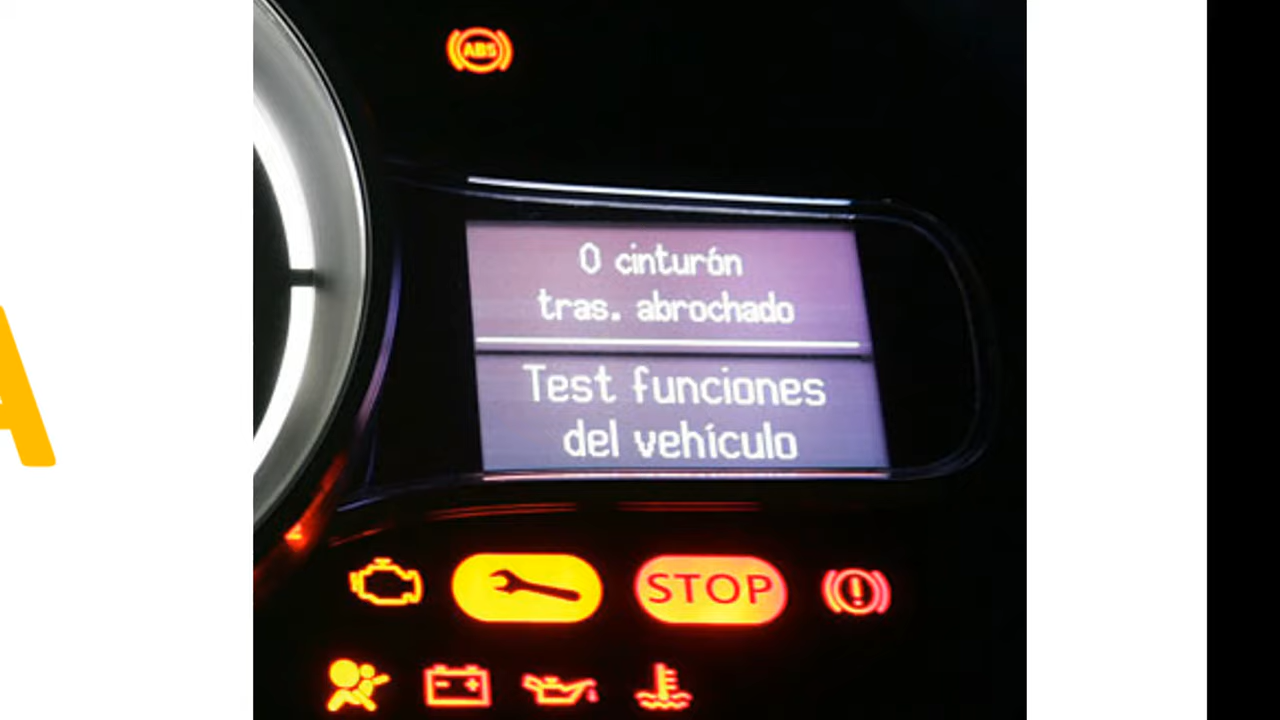 ABS
0 cinturón
tras. abrochado
Test funciones
del vehículo
STOP
A